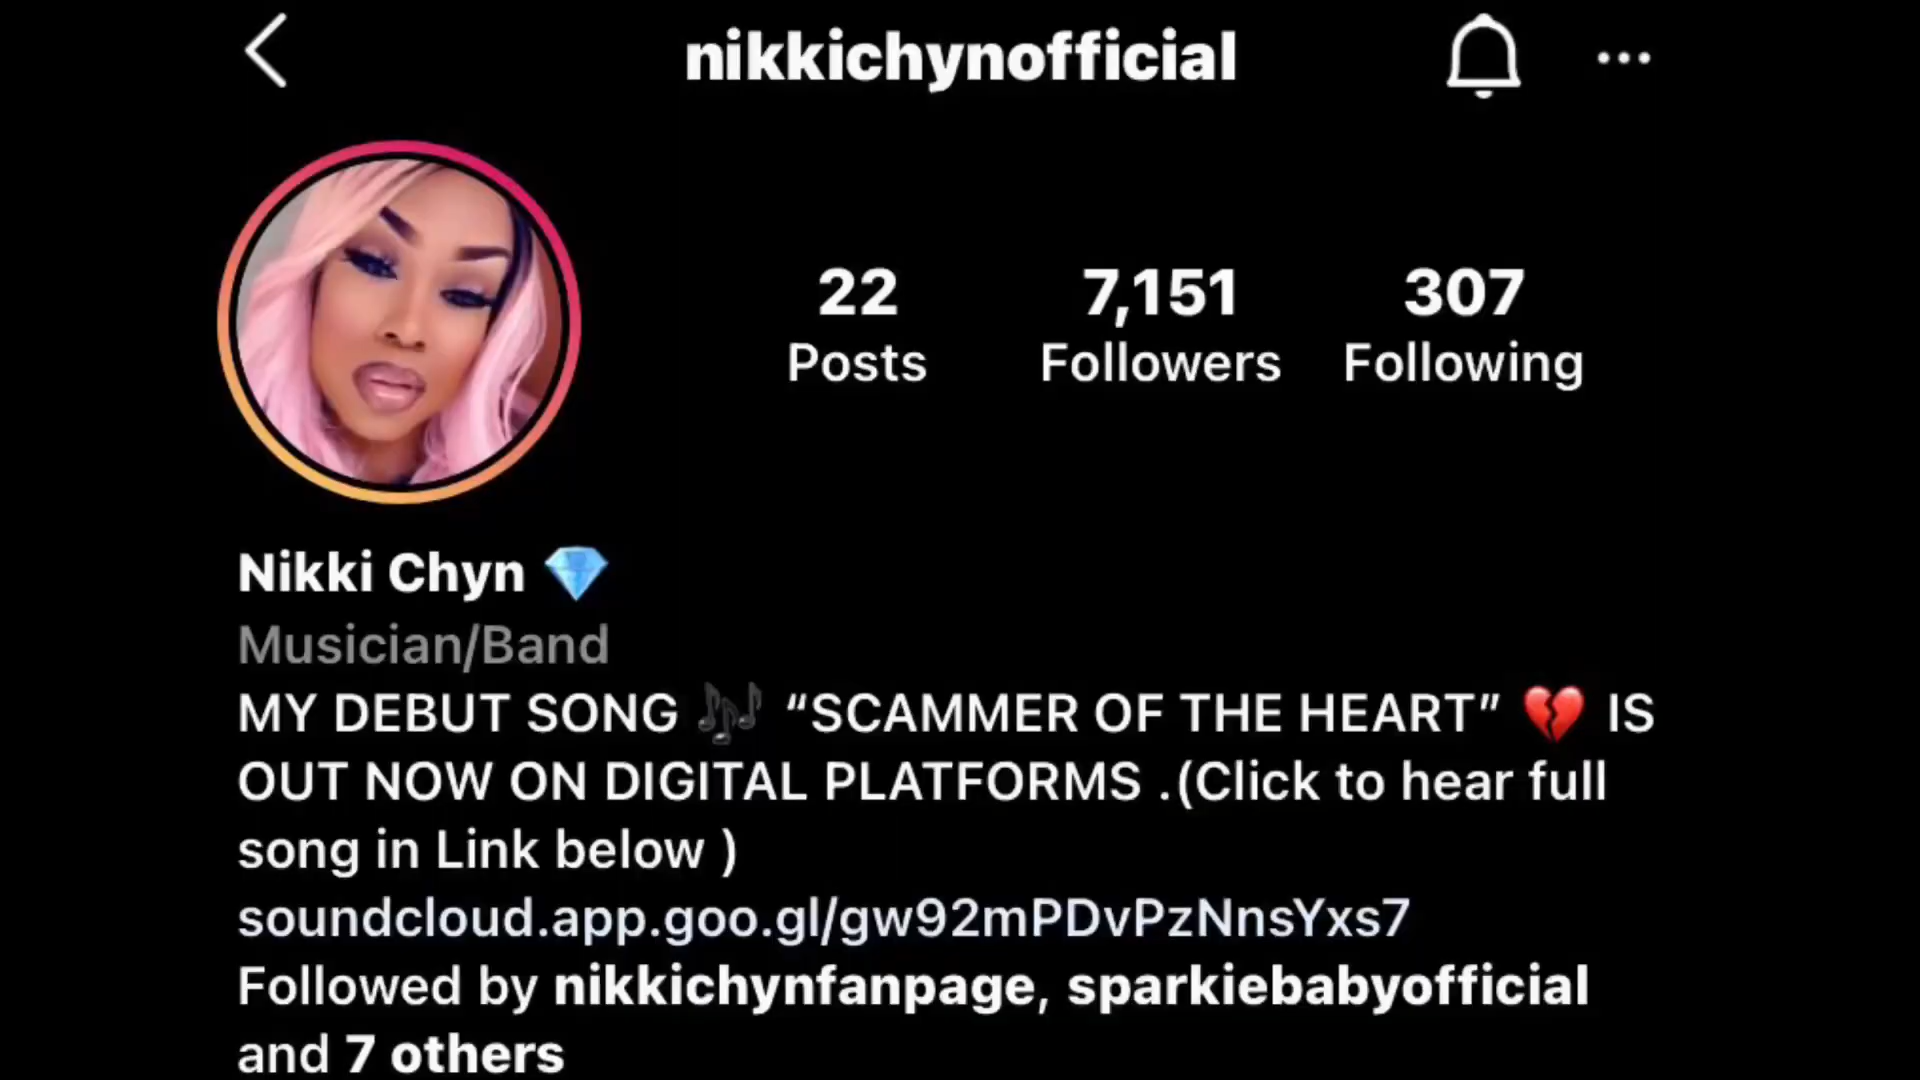 nikkichynofficial
22 7,151 307
Posts Followers Following
Nikki Chyn 💎
Musician/Band
MY DEBUT SONG 🎶 “SCAMMER OF THE HEART” 💔 IS
OUT NOW ON DIGITAL PLATFORMS .(Click to hear full
song in Link below )
soundcloud.app.goo.gl/gw92mPDvPzNnsYxs7
Followed by nikkichynfanpage, sparkiebabyofficial
and 7 others